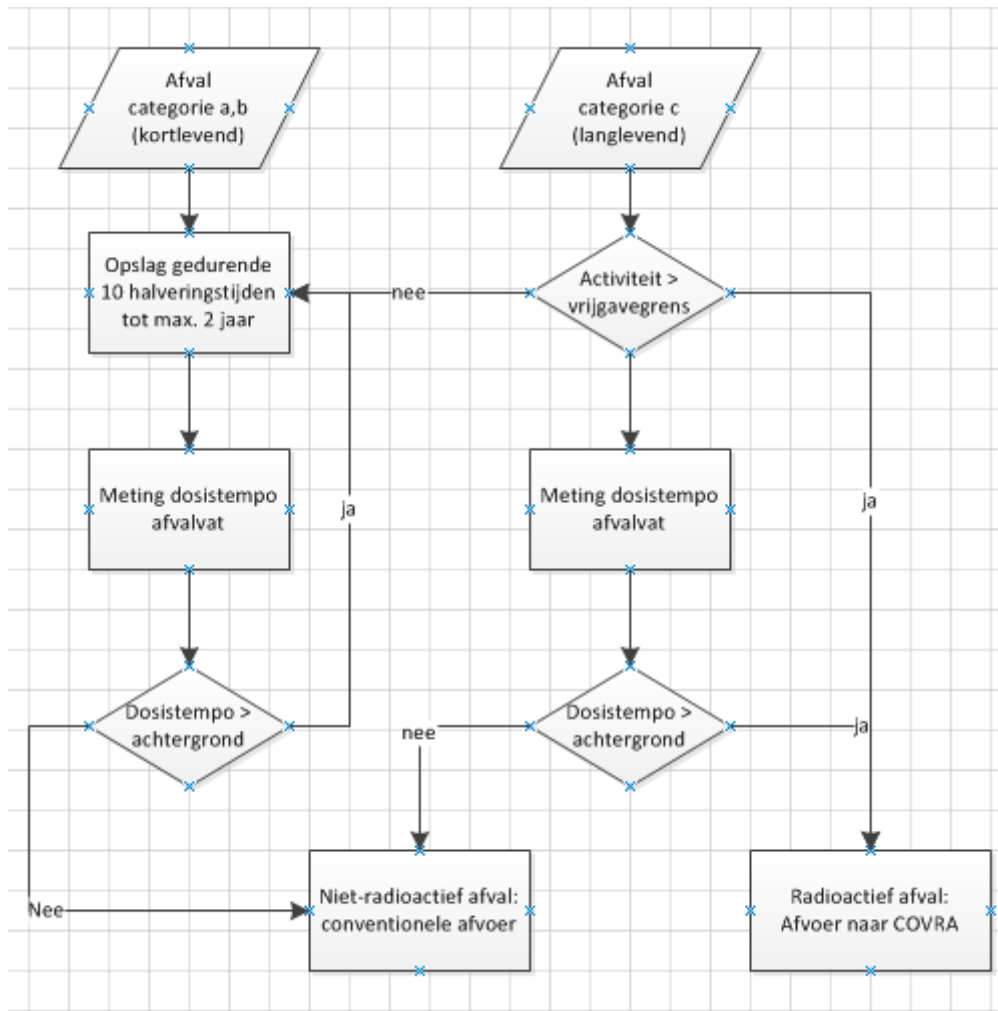 Afval
categorie a,b
(kortlevend)
Afval
categorie c
(langlevend)
Opslag gedurende
10 halveringstijden
tot max. 2 jaar
nee
Activiteit >
vrijgavegrens
Meting dosistempo
afvalvat
ja
Meting dosistempo
afvalvat
ja
Dosistempo >
achtergrond
nee
Dosistempo >
achtergrond
ja
Nee
Niet-radioactief afval:
conventionele afvoer
Radioactief afval:
Afvoer naar COVRA